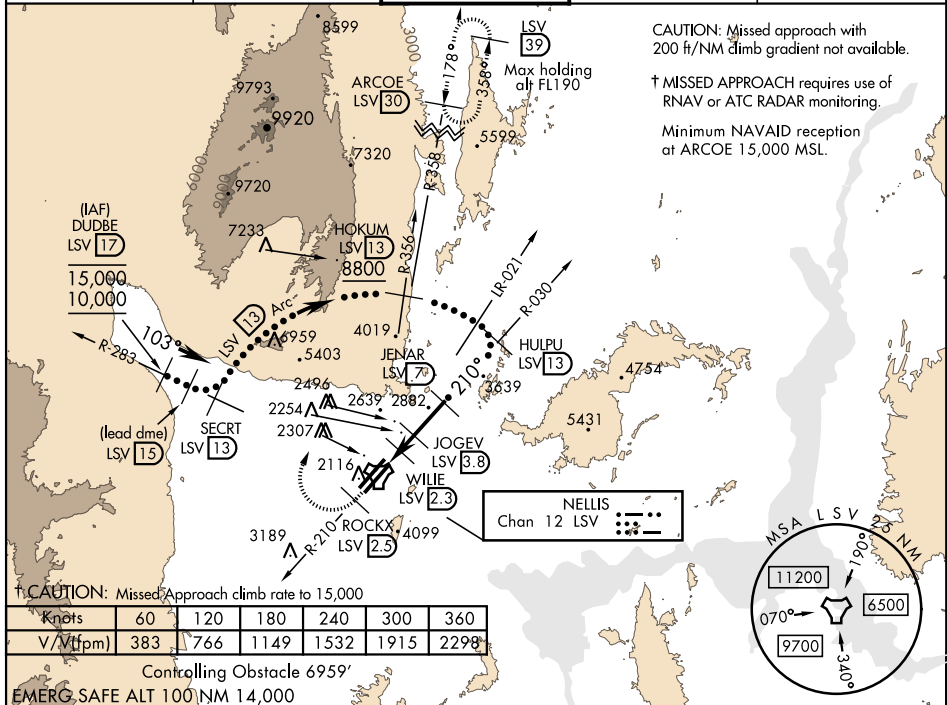 8599
3000
LSV
39
178°
358°
Max holding
alt FL190
CAUTION: Missed approach with
200 ft/NM climb gradient not available.
† MISSED APPROACH requires use of
RNAV or ATC RADAR monitoring.
Minimum NAVAID reception
at ARCOE 15,000 MSL.
ARCOE
LSV 30
9793
9920
5599
7320
6000
9000
9720
R-358
(IAF)
DUDBE
LSV 17
15,000
10,000
7233
HOKUM
LSV 13
8800
R-356
LR-021
R-030
103°
R-283
LSV 13 Arc
6959
5403
4019
JENAR
LSV .7
210°
HULPU
LSV 13
3639
4754
5431
(lead dme)
LSV 15
SECRT
LSV 13
2496
2254
2307
2639
2882
JOGEV
LSV 3.8
2116
WILIE
LSV 2.3
NELLIS
Chan 12 LSV
ROCKX
LSV 2.5
4099
3189
R-210
MSA LSV 25 NM
190°
11200
6500
070°
9700
340°
† CAUTION: Missed Approach climb rate to 15,000
Knots 60 120 180 240 300 360
V/V(fpm) 383 766 1149 1532 1915 2298
Controlling Obstacle 6959'
EMERG SAFE ALT 100 NM 14,000